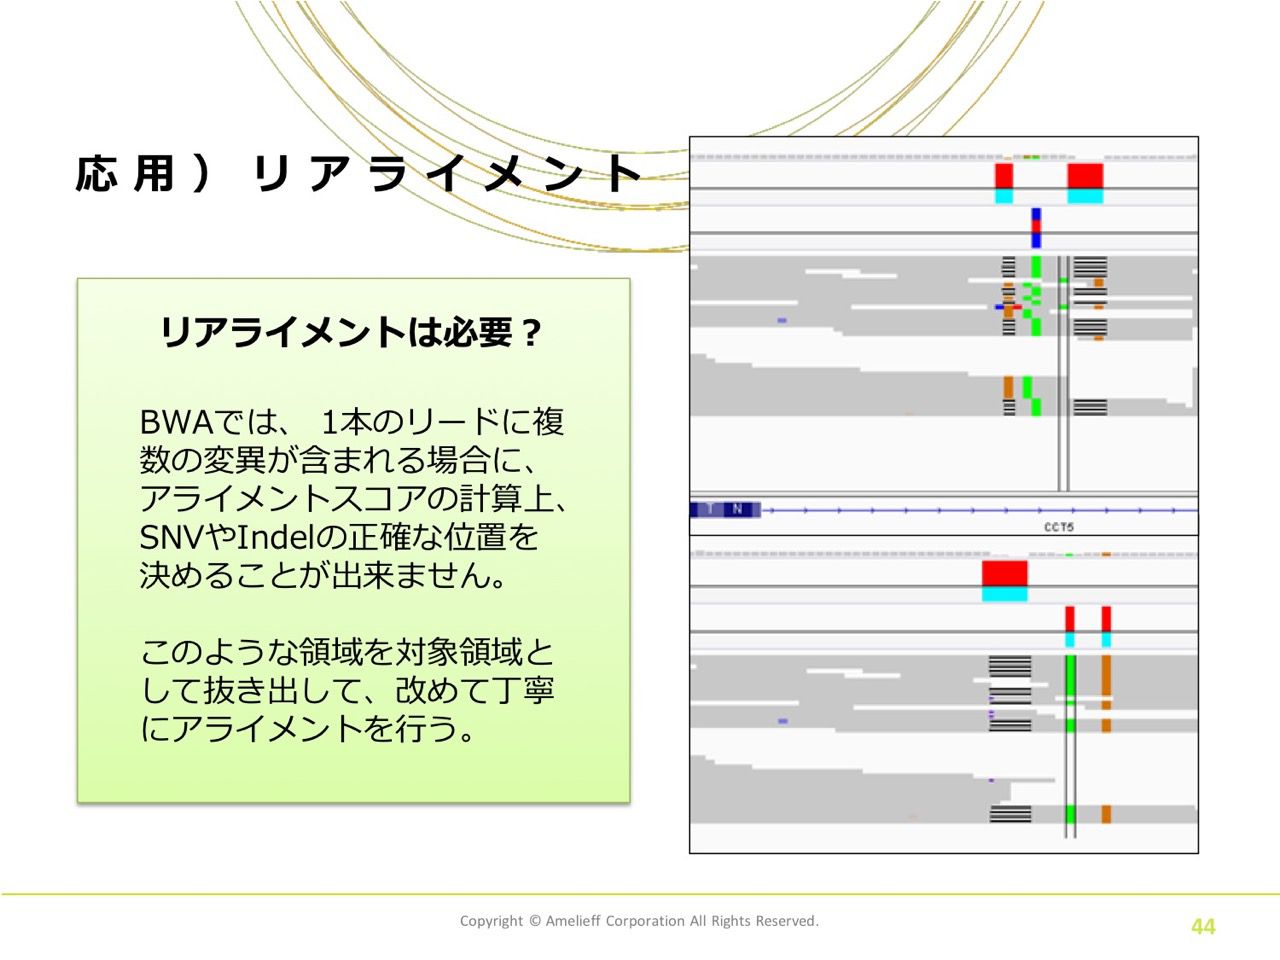 応用）リアライメント
リアライメントは必要？
BWAでは、 1本のリードに複
数の変異が含まれる場合に、
アライメントスコアの計算上、
SNVやIndelの正確な位置を
決めることが出来ません。
このような領域を対象領域と
して抜き出して、改めて丁寧
にアライメントを行う。
T N
CCT5
Copyright © Amelieff Corporation All Rights Reserved.
44